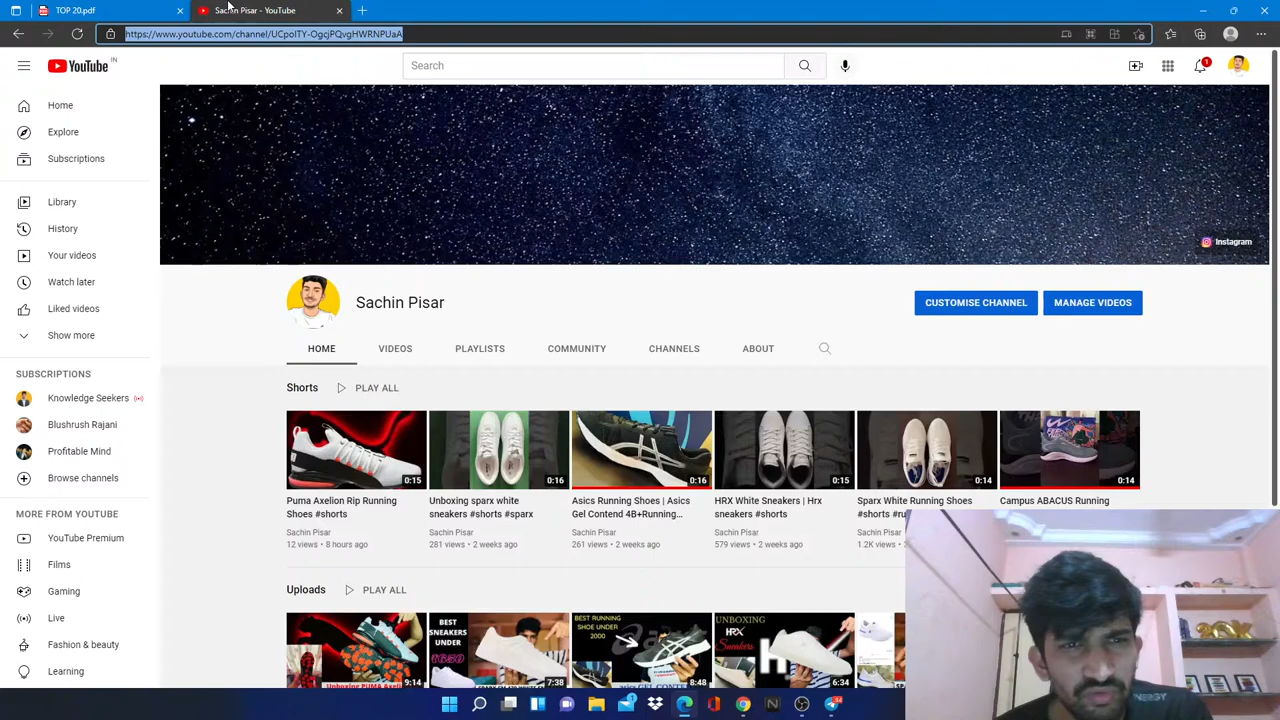 TOP 20.pdf
Sachin Pisar - YouTube
https://www.youtube.com/channel/UCpoITY-OgcjPQvgHWRNPUaA
YouTube IN
Search
1
Home
Explore
Subscriptions
Library
History
Your videos
Watch later
Liked videos
Show more
SUBSCRIPTIONS
Knowledge Seekers
Blushrush Rajani
Profitable Mind
Browse channels
MORE FROM YOUTUBE
YouTube Premium
Films
Gaming
Live
Fashion & beauty
Learning
Instagram
Sachin Pisar
CUSTOMISE CHANNEL
MANAGE VIDEOS
HOME VIDEOS PLAYLISTS COMMUNITY CHANNELS ABOUT
Shorts PLAY ALL
0:15
Puma Axelion Rip Running
Shoes #shorts
Sachin Pisar
12 views • 8 hours ago
0:16
Unboxing sparx white
sneakers #shorts #sparx
Sachin Pisar
281 views • 2 weeks ago
0:16
Asics Running Shoes | Asics
Gel Contend 4B+Running...
Sachin Pisar
261 views • 2 weeks ago
0:15
HRX White Sneakers | Hrx
sneakers #shorts
Sachin Pisar
579 views • 2 weeks ago
0:14
Sparx White Running Shoes
Sachin Pisar
1.2K views
0:14
Campus ABACUS Running
Uploads PLAY ALL
9:14
BEST
SNEAKERS
UNDER
7:38
BEST RUNNING
SHOE UNDER
2000
8:48
UNBOXING
HRX
Sneakers
6:34